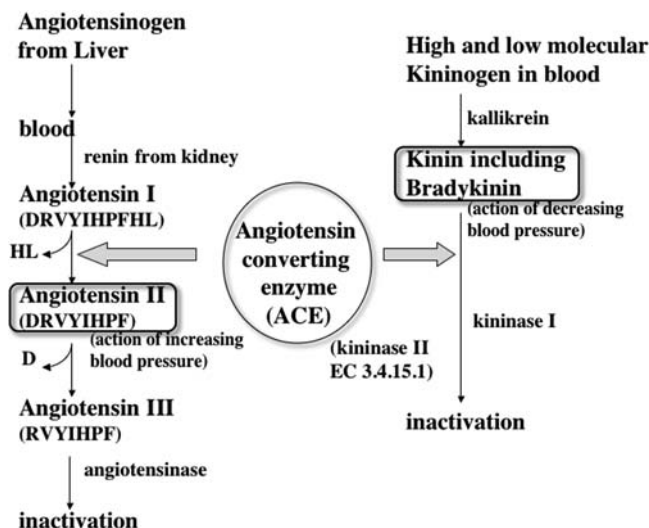 Angiotensinogen
from Liver
blood
renin from kidney
Angiotensin I
(DRVYIHPFHL)
HL
Angiotensin II
(DRVYIHPF)
(action of increasing
blood pressure)
D
Angiotensin III
(RVYIHPF)
angiotensinase
inactivation
Angiotensin
converting
enzyme
(ACE)
(kininase II
EC 3.4.15.1)
High and low molecular
Kininogen in blood
kallikrein
Kinin including
Bradykinin
(action of decreasing
blood pressure)
kininase I
inactivation